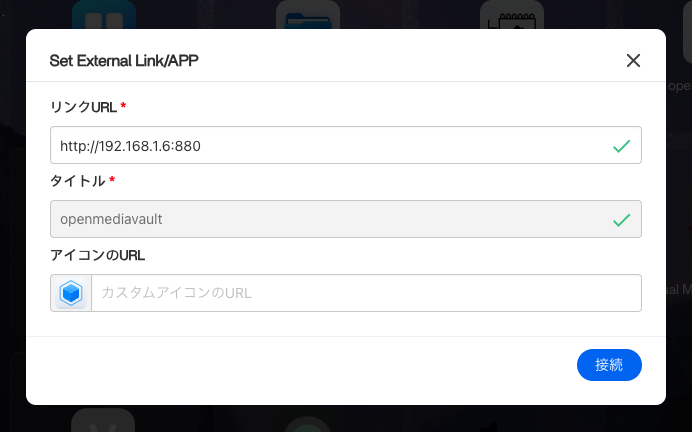 Set External Link/APP
リンクURL *
http://192.168.1.6:880
タイトル *
openmediavault
アイコンのURL
カスタムアイコンのURL
接続
ope
nal M